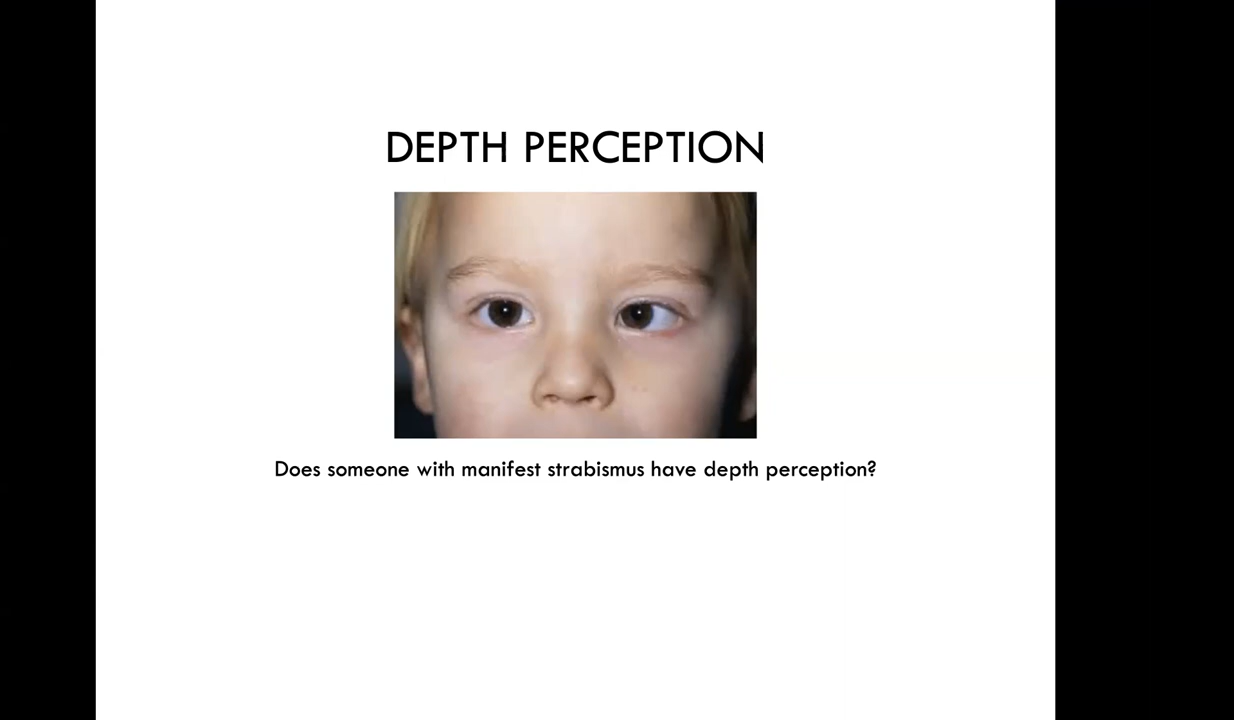 DEPTH PERCEPTION
Does someone with manifest strabismus have depth perception?